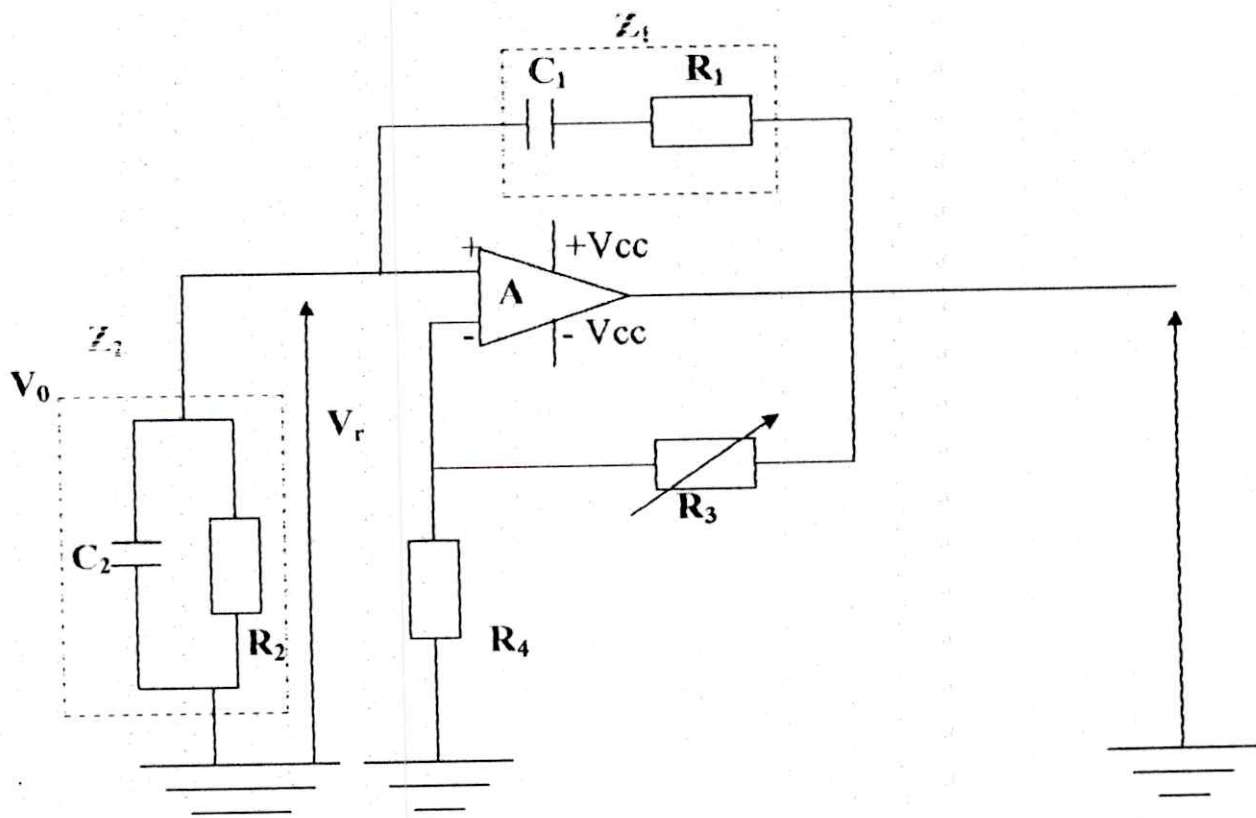 Z₁
C₁ R₁
+ +Vcc
A
- - Vcc
Z₂
V₀
Vᵣ
R₃
C₂
R₂ R₄